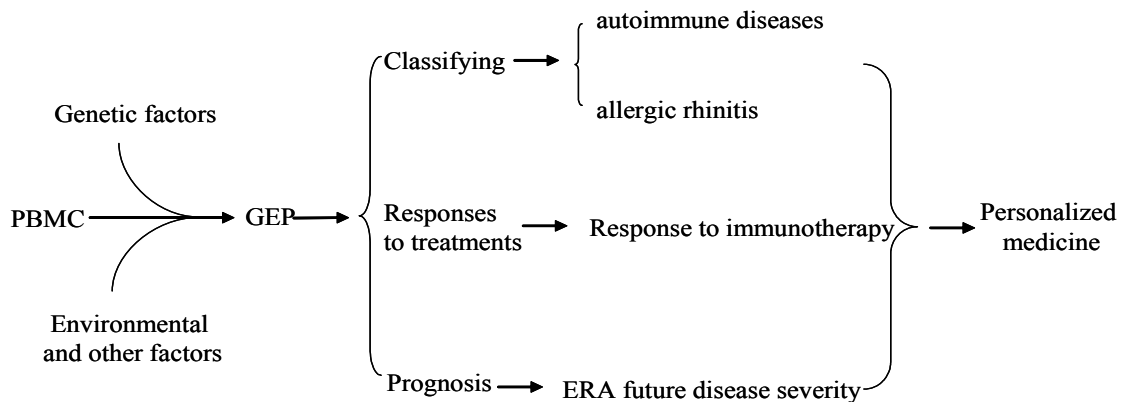 autoimmune diseases
Classifying
allergic rhinitis
Genetic factors
PBMC
GEP
Responses
to treatments
Response to immunotherapy
Personalized
medicine
Environmental
and other factors
Prognosis
ERA future disease severity